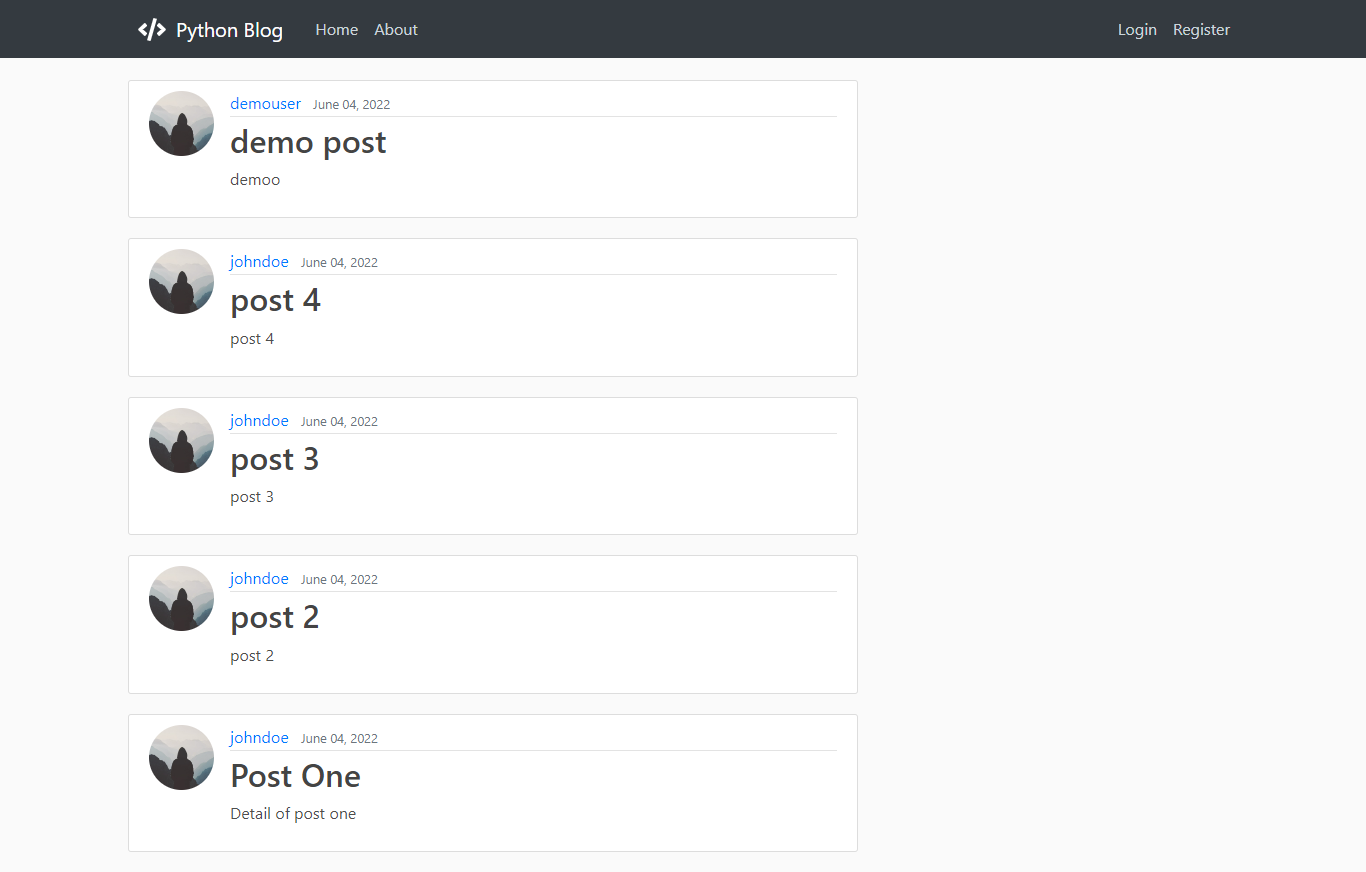 Python Blog Home About Login Register
demouser June 04, 2022
demo post
demoo
johndoe June 04, 2022
post 4
post 4
johndoe June 04, 2022
post 3
post 3
johndoe June 04, 2022
post 2
post 2
johndoe June 04, 2022
Post One
Detail of post one